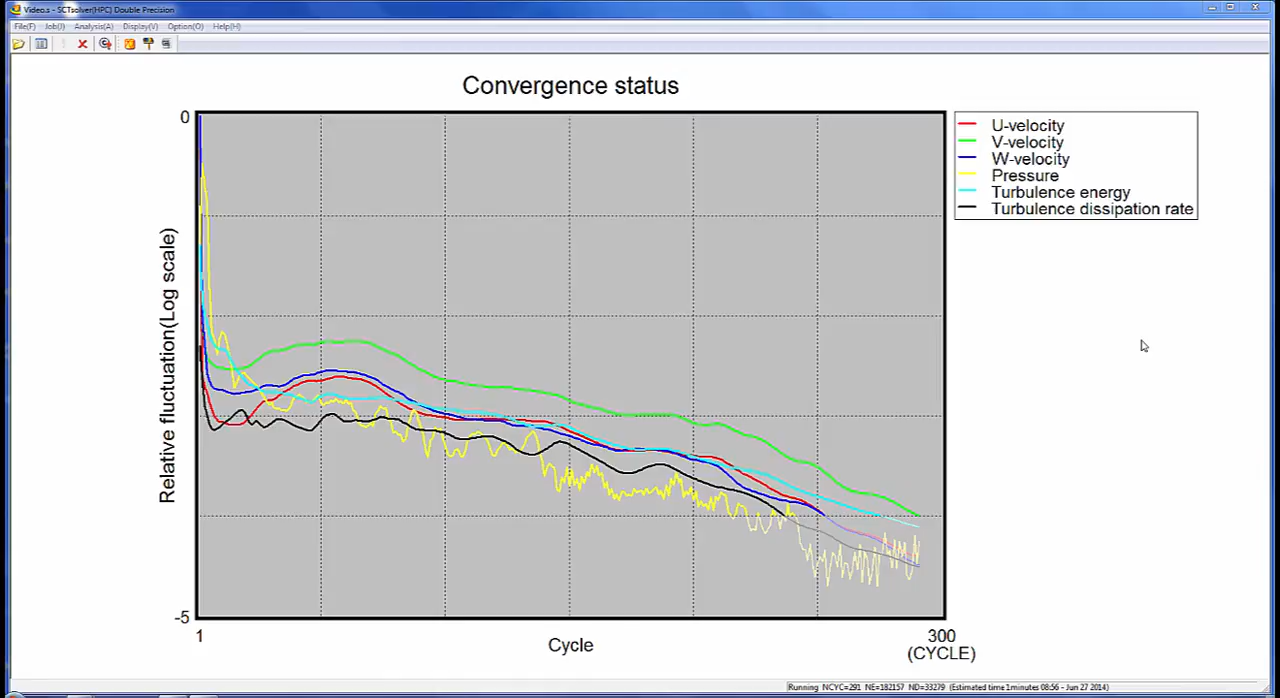 Video.s - SCTsolver(HPC) Double Precision
File(F) Job(J) Analysis(A) Display(V) Option(O) Help(H)
Convergence status
0
U-velocity
V-velocity
W-velocity
Pressure
Turbulence energy
Turbulence dissipation rate
Relative fluctuation(Log scale)
-5
1
300
Cycle
(CYCLE)
Running NCYC=291 NE=182157 ND=33279 (Estimated time 1minutes 08:56 - Jun 27 2014)